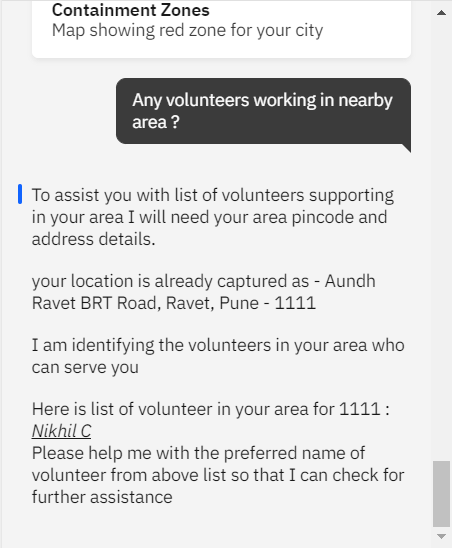 Containment Zones
Map showing red zone for your city
Any volunteers working in nearby
area ?
To assist you with list of volunteers supporting
in your area I will need your area pincode and
address details.
your location is already captured as - Aundh
Ravet BRT Road, Ravet, Pune - 1111
I am identifying the volunteers in your area who
can serve you
Here is list of volunteer in your area for 1111 :
Nikhil C
Please help me with the preferred name of
volunteer from above list so that I can check for
further assistance